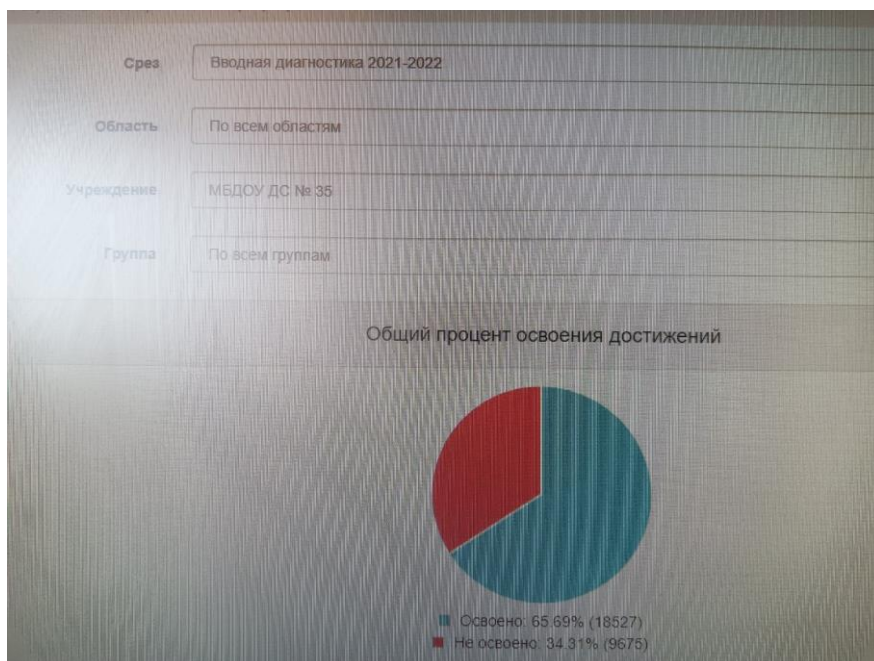 Срез Вводная диагностика 2021-2022
Область По всем областям
Учреждение МБДОУ ДС № 35
Группа По всем группам
Общий процент освоения достижений
Освоено: 65.69% (18527)
Не освоено: 34.31% (9675)